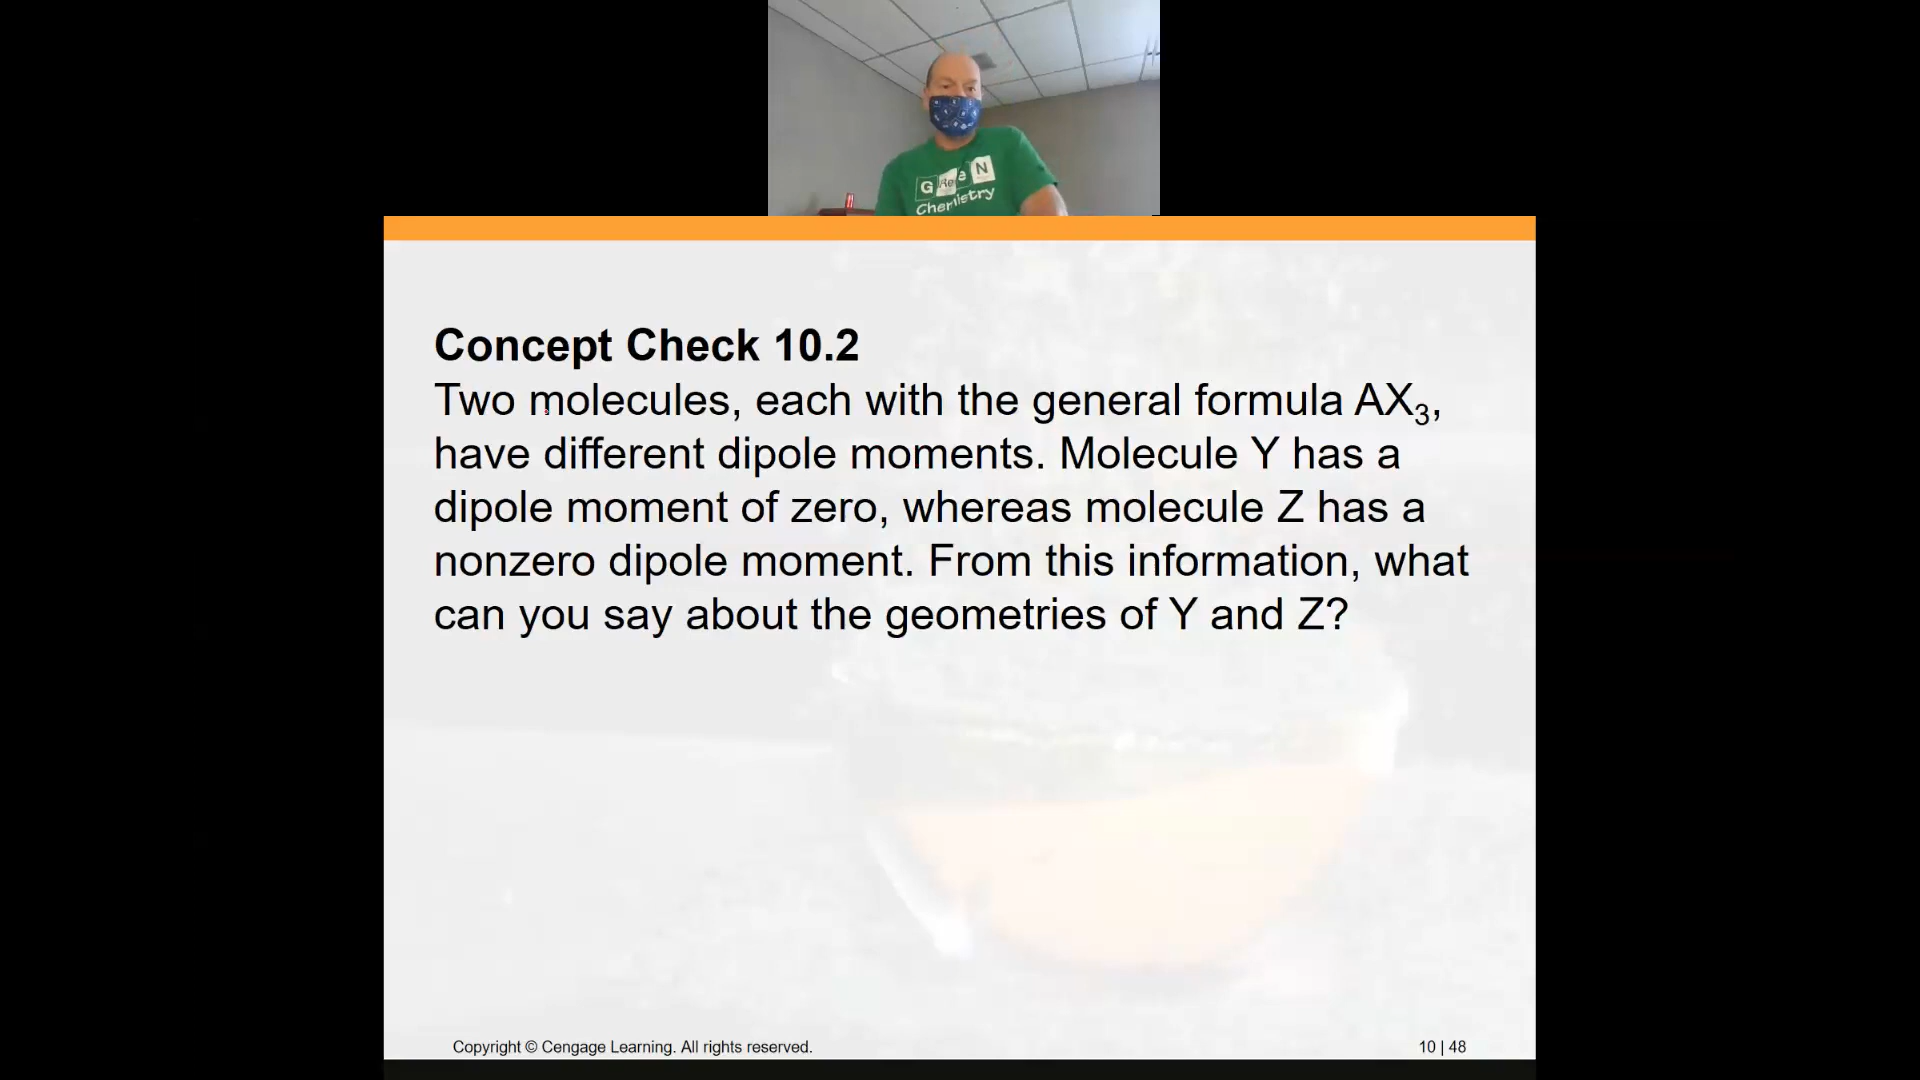 G Re e N
Chemistry
Concept Check 10.2
Two molecules, each with the general formula AX₃,
have different dipole moments. Molecule Y has a
dipole moment of zero, whereas molecule Z has a
nonzero dipole moment. From this information, what
can you say about the geometries of Y and Z?
Copyright © Cengage Learning. All rights reserved.
10 | 48